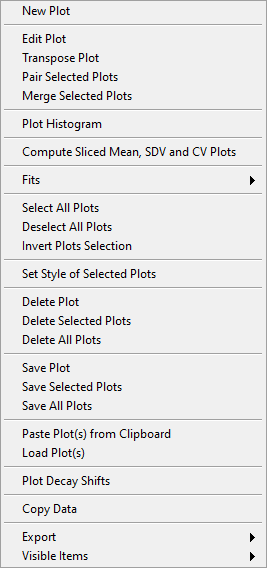 New Plot
Edit Plot
Transpose Plot
Pair Selected Plots
Merge Selected Plots
Plot Histogram
Compute Sliced Mean, SDV and CV Plots
Fits
Select All Plots
Deselect All Plots
Invert Plots Selection
Set Style of Selected Plots
Delete Plot
Delete Selected Plots
Delete All Plots
Save Plot
Save Selected Plots
Save All Plots
Paste Plot(s) from Clipboard
Load Plot(s)
Plot Decay Shifts
Copy Data
Export
Visible Items